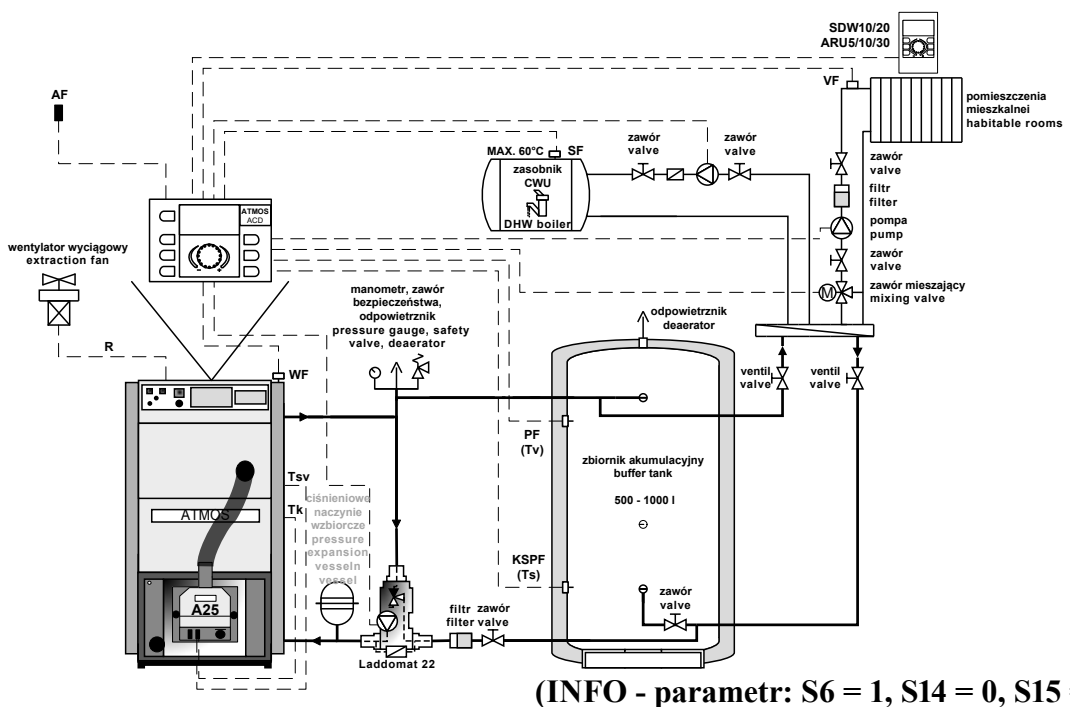 SDW10/20
ARU5/10/30
VF
pomieszczenia
mieszkalnei
habitable rooms
AF
zawór
valve
zawór
valve
MAX. 60°C
SF
zasobnik
CWU
DHW boiler
zawór
valve
filtr
filter
pompa
pump
zawór
valve
M
zawór mieszający
mixing valve
ATMOS
ACD
wentylator wyciągowy
extraction fan
R
manometr, zawór
bezpieczeństwa,
odpowietrznik
pressure gauge, safety
valve, deaerator
odpowietrznik
deaerator
ventil
valve
ventil
valve
WF
PF
(Tv)
zbiornik akumulacyjny
buffer tank
500 - 1000 l
Tsv
Tk
ciśnieniowe
naczynie
wzbiorcze
pressure
expansion
vesseln
vessel
ATMOS
KSPF
(Ts)
A25
filtr
filter
zawór
valve
zawór
valve
Laddomat 22
(INFO - parametr: S6 = 1, S14 = 0, S15 =